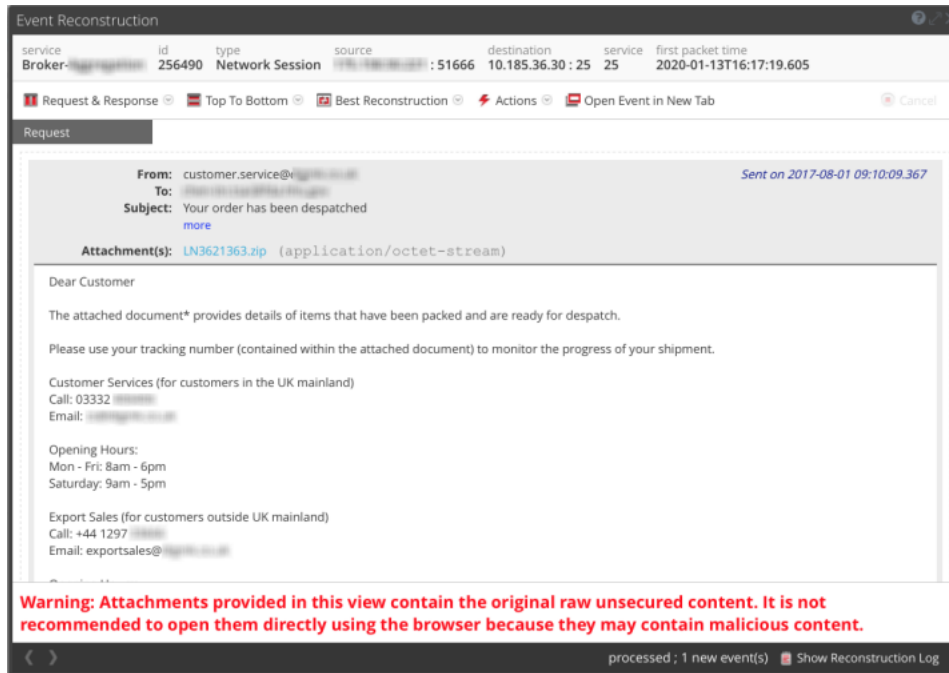 Event Reconstruction
service id type source destination service first packet time
Broker- 256490 Network Session : 51666 10.185.36.30 : 25 25 2020-01-13T16:17:19.605
Request & Response Top To Bottom Best Reconstruction Actions Open Event in New Tab Cancel
Request
From: customer.service@ Sent on 2017-08-01 09:10:09.367
To:
Subject: Your order has been despatched
more
Attachment(s): LN3621363.zip (application/octet-stream)
Dear Customer
The attached document* provides details of items that have been packed and are ready for despatch.
Please use your tracking number (contained within the attached document) to monitor the progress of your shipment.
Customer Services (for customers in the UK mainland)
Call: 03332
Email:
Opening Hours:
Mon - Fri: 8am - 6pm
Saturday: 9am - 5pm
Export Sales (for customers outside UK mainland)
Call: +44 1297
Email: exportsales@
Warning: Attachments provided in this view contain the original raw unsecured content. It is not
recommended to open them directly using the browser because they may contain malicious content.
processed ; 1 new event(s) Show Reconstruction Log